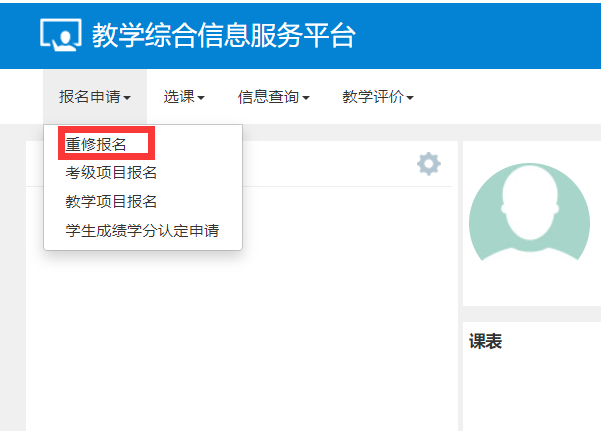 教学综合信息服务平台
报名申请 选课 信息查询 教学评价
重修报名
考级项目报名
教学项目报名
学生成绩学分认定申请
课表